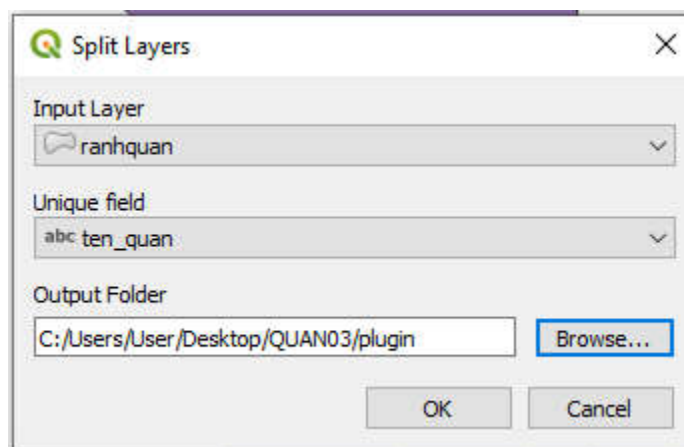 Split Layers
Input Layer
ranhquan
Unique field
abc ten_quan
Output Folder
C:/Users/User/Desktop/QUAN03/plugin
Browse...
OK
Cancel